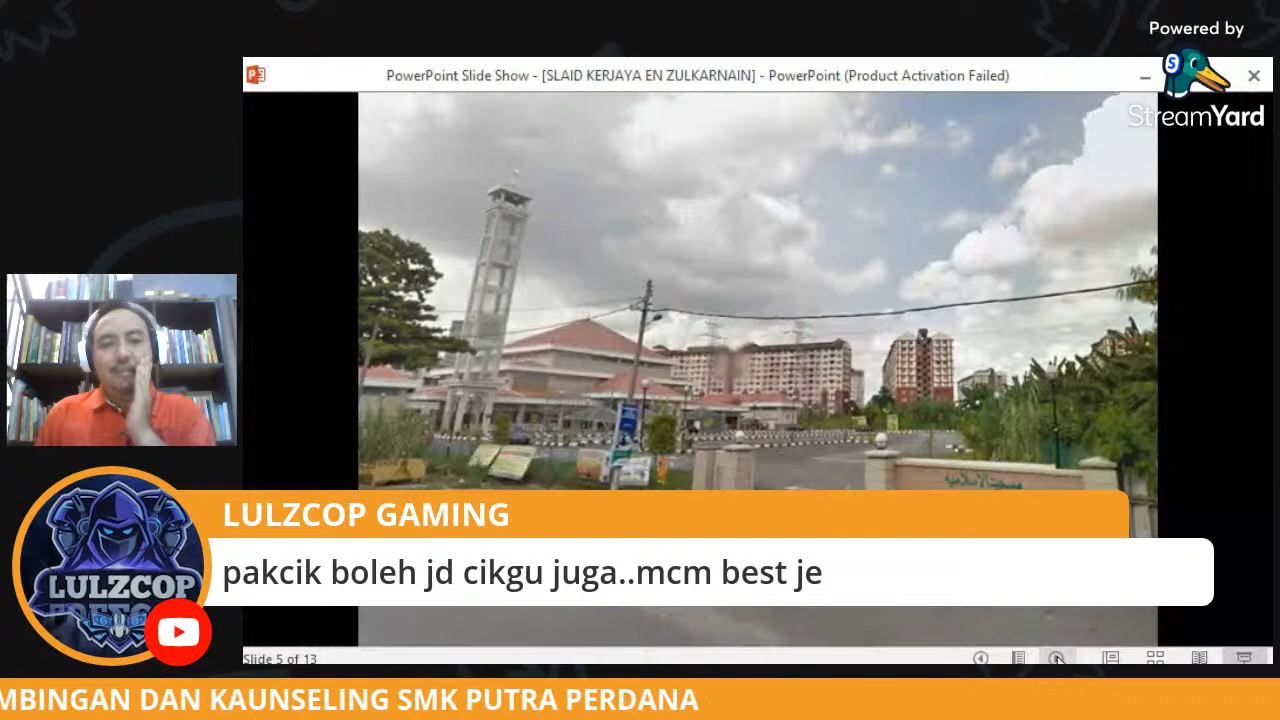 Powered by
StreamYard
PowerPoint Slide Show - [SLAID KERJAYA EN ZULKARNAIN] - PowerPoint (Product Activation Failed)
LULZCOP GAMING
pakcik boleh jd cikgu juga..mcm best je
LULZCOP
Slide 5 of 13
MBINGAN DAN KAUNSELING SMK PUTRA PERDANA